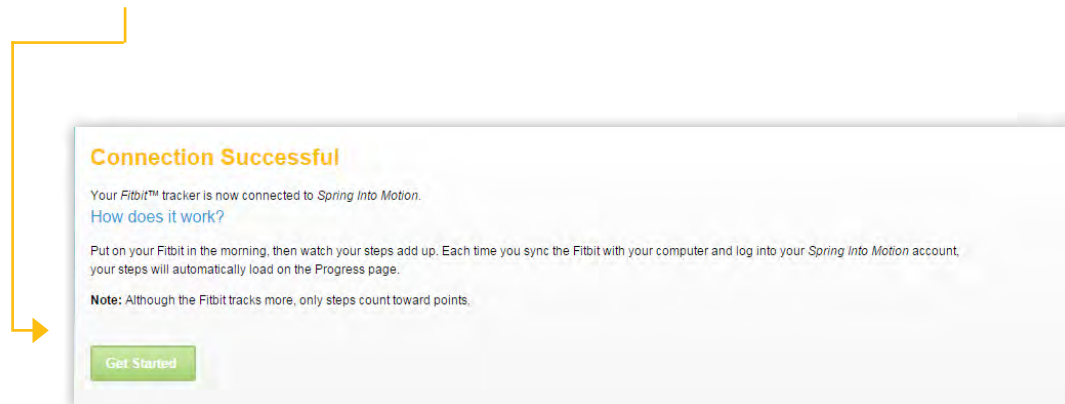 Connection Successful
Your Fitbit™ tracker is now connected to Spring Into Motion.
How does it work?
Put on your Fitbit in the morning, then watch your steps add up. Each time you sync the Fitbit with your computer and log into your Spring Into Motion account,
your steps will automatically load on the Progress page.
Note: Although the Fitbit tracks more, only steps count toward points.
Get Started